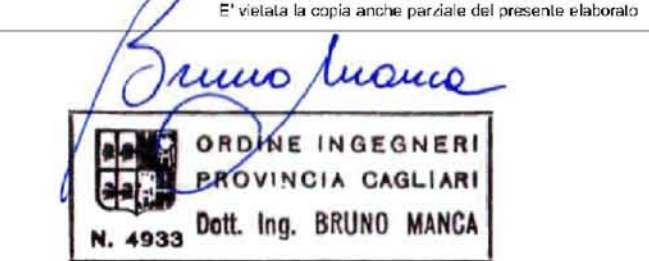 E' vietata la copia anche parziale del presente elaborato
Bruno Manca
ORDINE INGEGNERI
PROVINCIA CAGLIARI
Dott. Ing. BRUNO MANCA
N. 4933